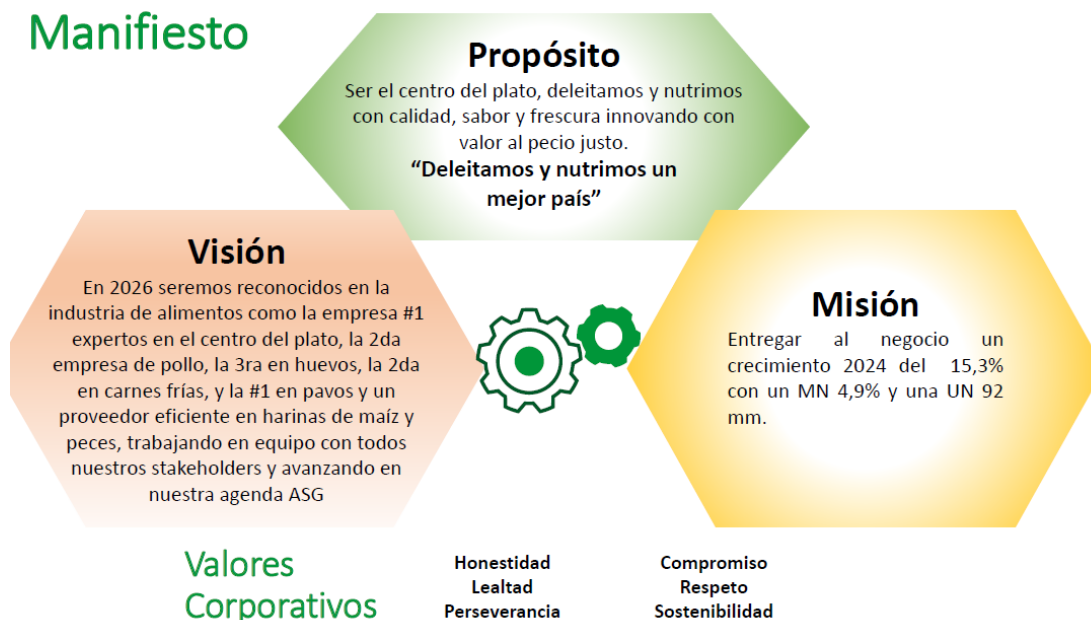 Manifiesto
Propósito
Ser el centro del plato, deleitamos y nutrimos
con calidad, sabor y frescura innovando con
valor al pecio justo.
“Deleitamos y nutrimos un
mejor país”
Visión
En 2026 seremos reconocidos en la
industria de alimentos como la empresa #1
expertos en el centro del plato, la 2da
empresa de pollo, la 3ra en huevos, la 2da
en carnes frías, y la #1 en pavos y un
proveedor eficiente en harinas de maíz y
peces, trabajando en equipo con todos
nuestros stakeholders y avanzando en
nuestra agenda ASG
Misión
Entregar al negocio un
crecimiento 2024 del 15,3%
con un MN 4,9% y una UN 92
mm.
Valores
Corporativos
Honestidad
Lealtad
Perseverancia
Compromiso
Respeto
Sostenibilidad